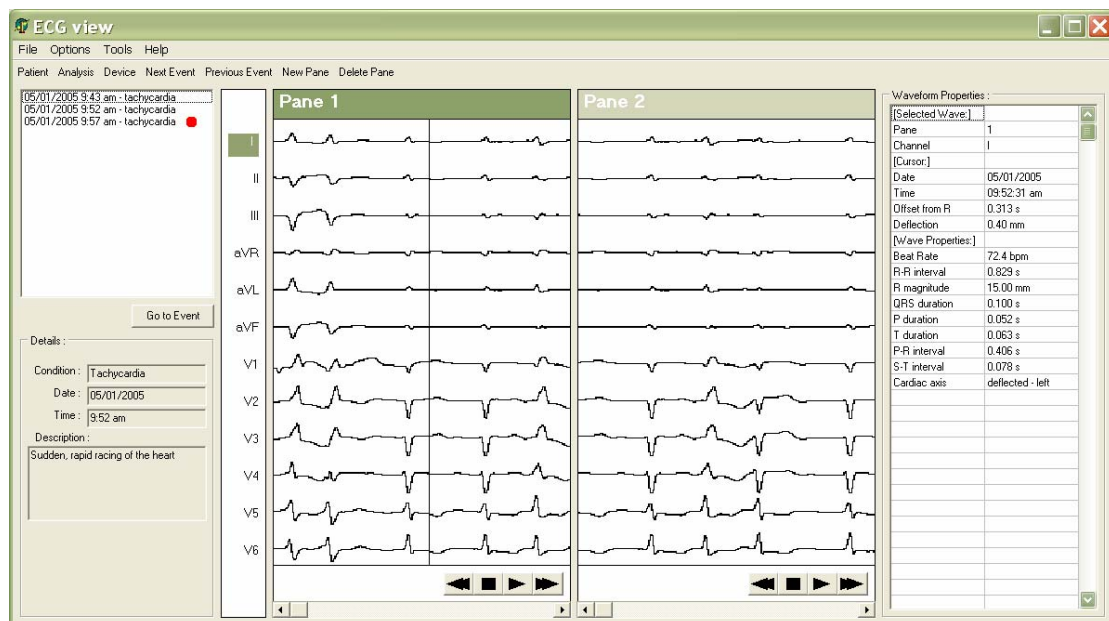 ECG view
File Options Tools Help
Patient Analysis Device Next Event Previous Event New Pane Delete Pane
05/01/2005 9:43 am - tachycardia
05/01/2005 9:52 am - tachycardia
05/01/2005 9:57 am - tachycardia
Go to Event
Details :
Condition : Tachycardia
Date : 05/01/2005
Time : 9:52 am
Description :
Sudden, rapid racing of the heart
I
II
III
aVR
aVL
aVF
V1
V2
V3
V4
V5
V6
Pane 1
Pane 2
Waveform Properties :
[Selected Wave:]
Pane 1
Channel I
[Cursor:]
Date 05/01/2005
Time 09:52:31 am
Offset from R 0.313 s
Deflection 0.40 mm
[Wave Properties:]
Beat Rate 72.4 bpm
R-R interval 0.829 s
R magnitude 15.00 mm
QRS duration 0.100 s
P duration 0.052 s
T duration 0.063 s
P-R interval 0.406 s
S-T interval 0.078 s
Cardiac axis deflected - left